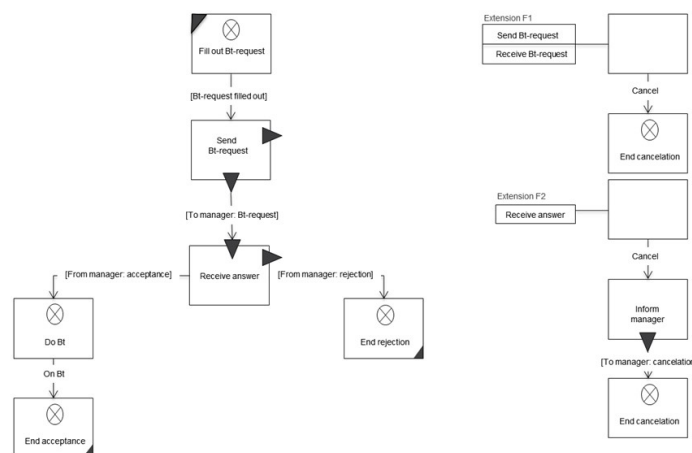 Fill out Bt-request
[Bt-request filled out]
Send
Bt-request
[To manager: Bt-request]
Receive answer
[From manager: acceptance]
[From manager: rejection]
Do Bt
End rejection
On Bt
End acceptance
Extension F1
Send Bt-request
Receive Bt-request
Cancel
End cancelation
Extension F2
Receive answer
Cancel
Inform
manager
[To manager: cancelation
End cancelation